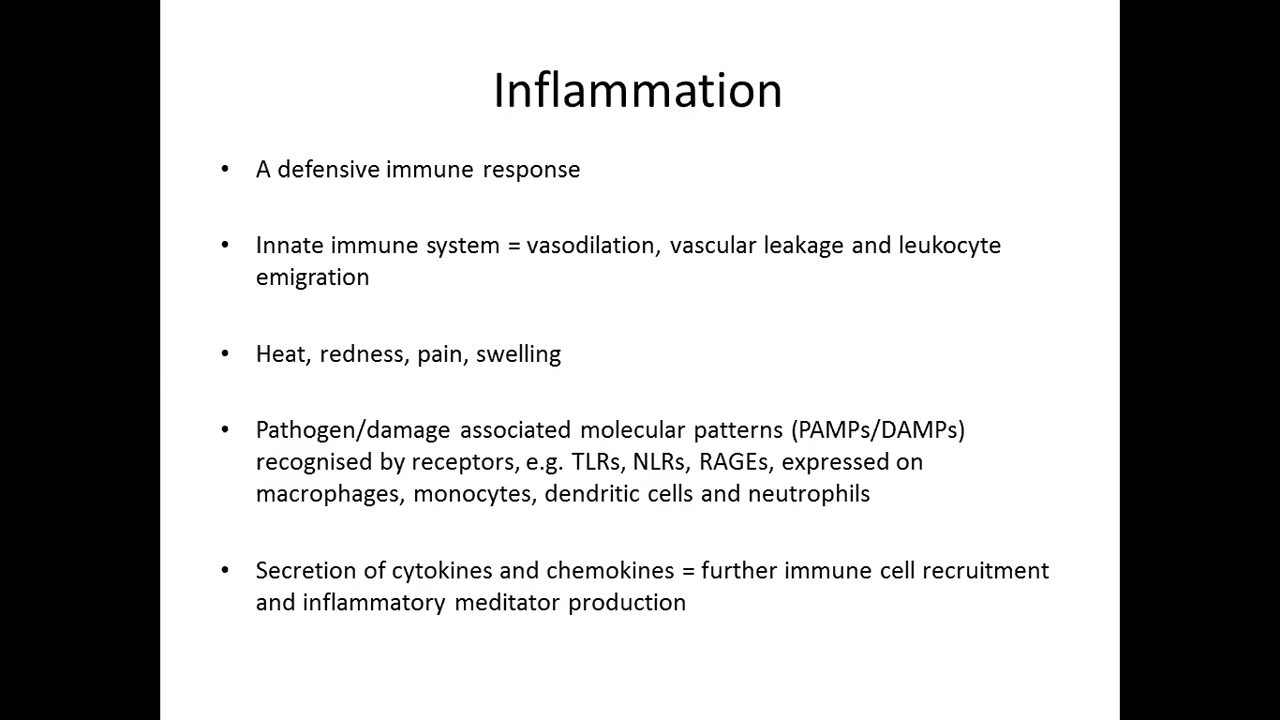 Inflammation
• A defensive immune response
• Innate immune system = vasodilation, vascular leakage and leukocyte
emigration
• Heat, redness, pain, swelling
• Pathogen/damage associated molecular patterns (PAMPs/DAMPs)
recognised by receptors, e.g. TLRs, NLRs, RAGEs, expressed on
macrophages, monocytes, dendritic cells and neutrophils
• Secretion of cytokines and chemokines = further immune cell recruitment
and inflammatory meditator production